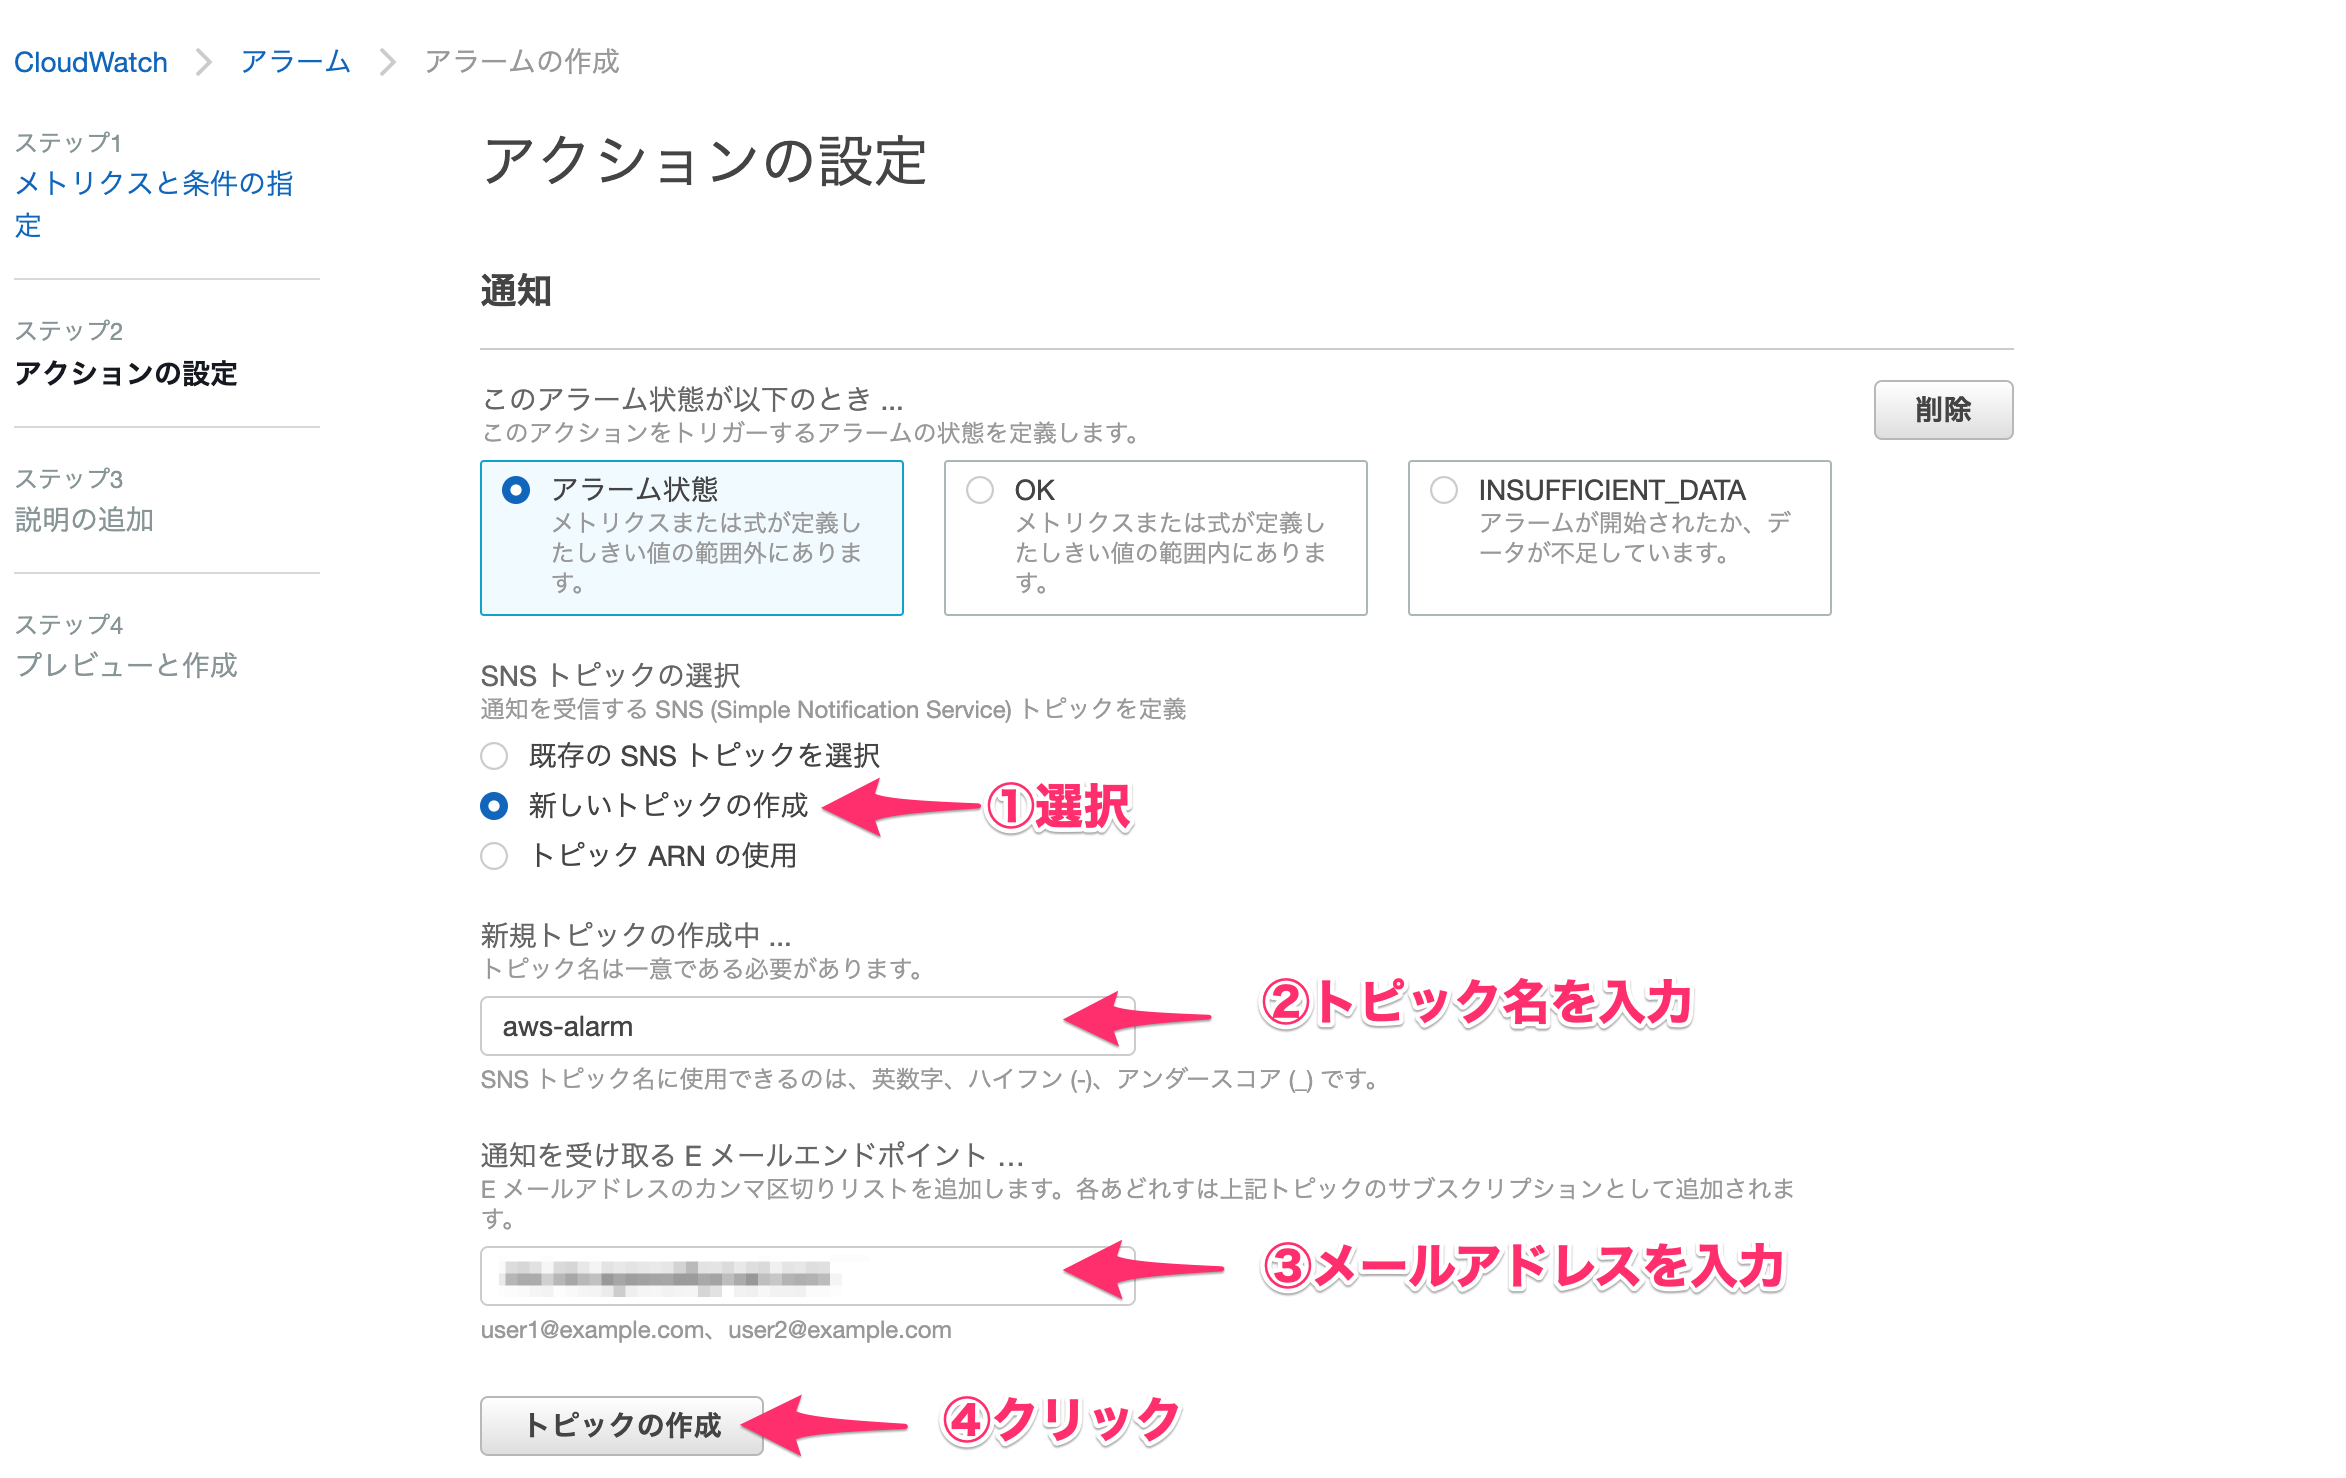 CloudWatch アラーム アラームの作成
ステップ1
メトリクスと条件の指
定
ステップ2
アクションの設定
ステップ3
説明の追加
ステップ4
プレビューと作成
アクションの設定
通知
このアラーム状態が以下のとき ...
このアクションをトリガーするアラームの状態を定義します。
削除
アラーム状態
メトリクスまたは式が定義し
たしきい値の範囲外にありま
す。
OK
メトリクスまたは式が定義し
たしきい値の範囲内にありま
す。
INSUFFICIENT_DATA
アラームが開始されたか、デ
ータが不足しています。
SNS トピックの選択
通知を受信する SNS (Simple Notification Service) トピックを定義
既存の SNS トピックを選択
新しいトピックの作成 ①選択
トピック ARN の使用
新規トピックの作成中 ...
トピック名は一意である必要があります。
aws-alarm ②トピック名を入力
SNS トピック名に使用できるのは、英数字、ハイフン (-)、アンダースコア (_) です。
通知を受け取る E メールエンドポイント ...
E メールアドレスのカンマ区切りリストを追加します。各あどれすは上記トピックのサブスクリプションとして追加されま
す。
③メールアドレスを入力
user1@example.com、user2@example.com
トピックの作成 ④クリック